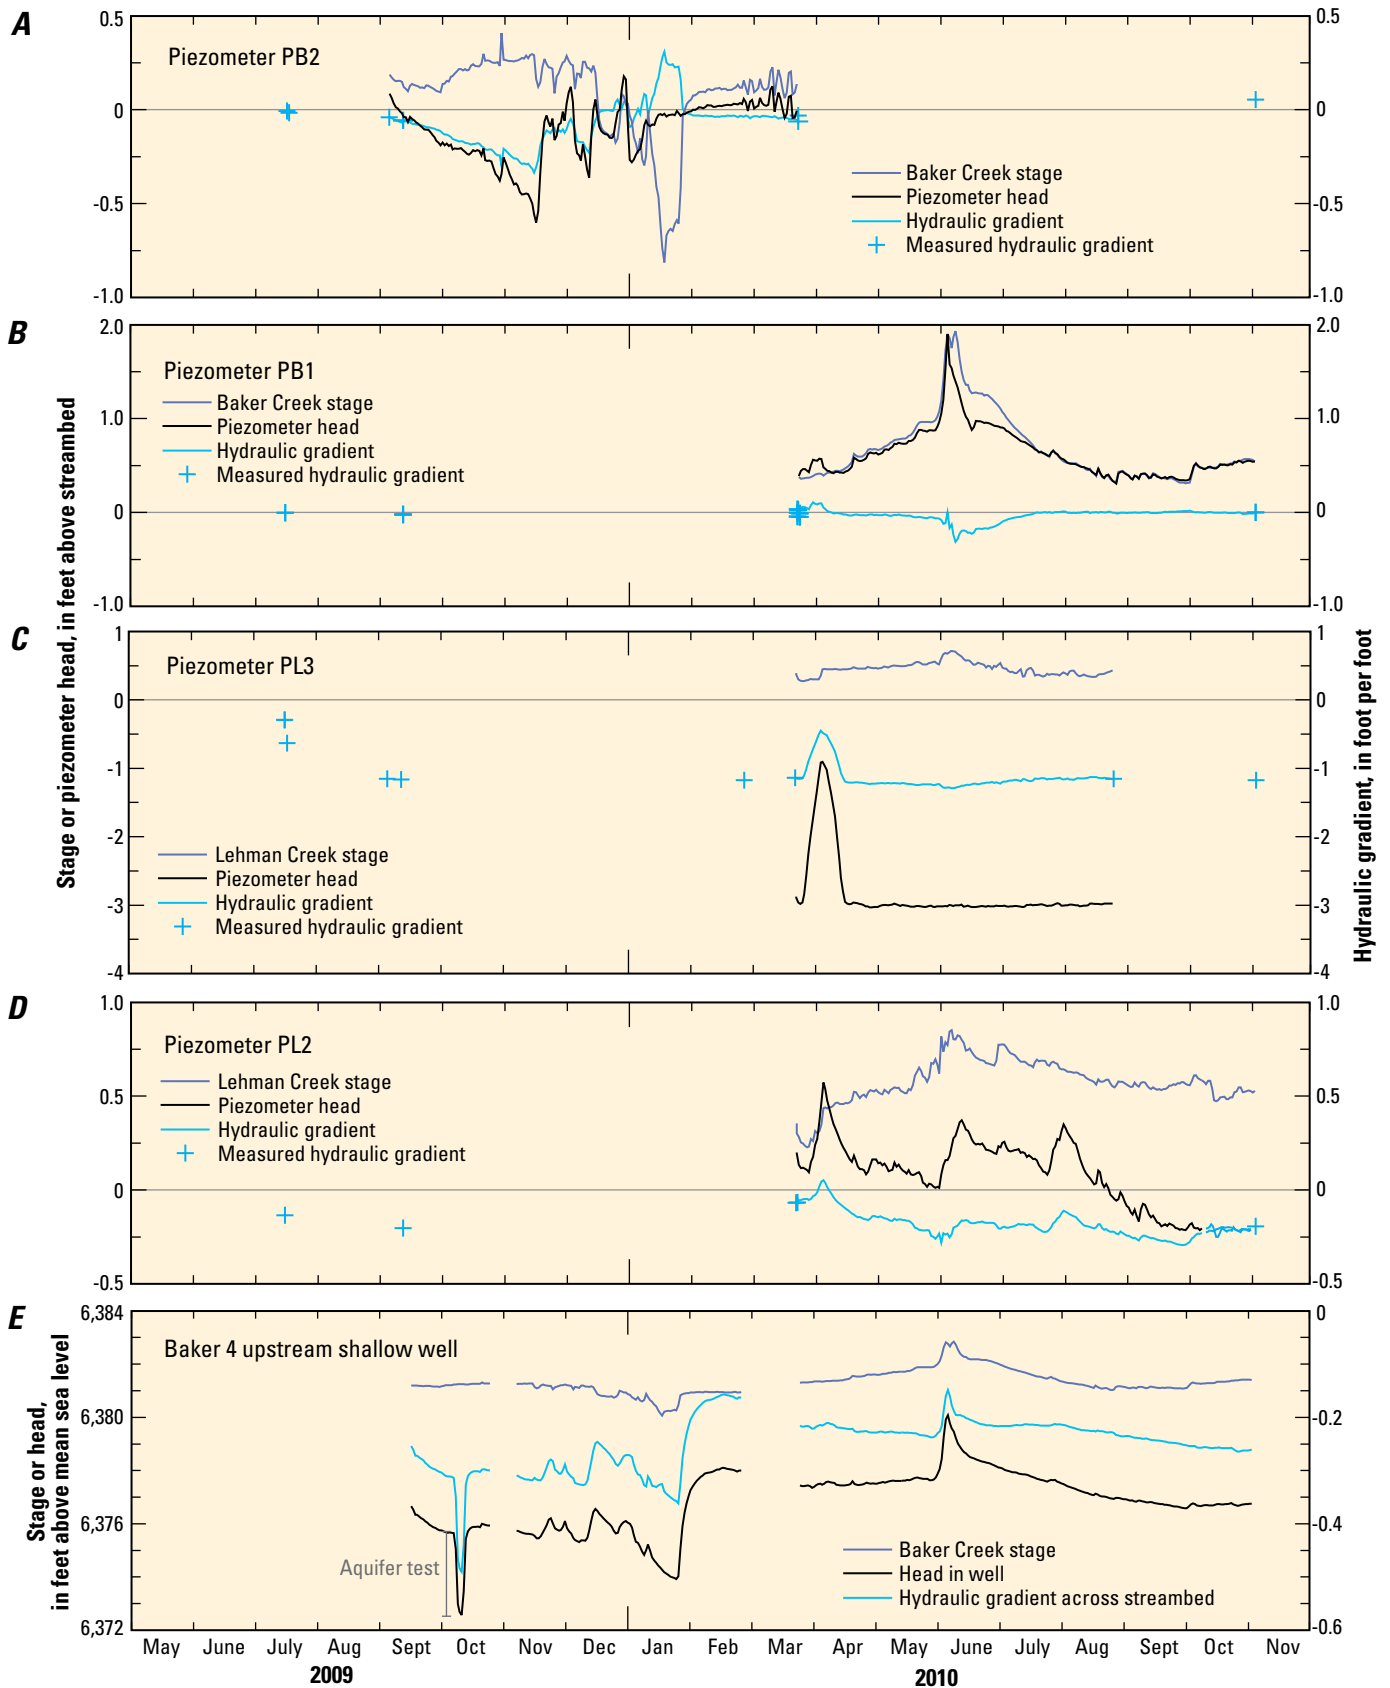 A
Piezometer PB2
0.5
0
-0.5
-1.0
0.5
0
-0.5
-1.0
Baker Creek stage
Piezometer head
Hydraulic gradient
Measured hydraulic gradient
B
Piezometer PB1
2.0
1.0
0
-1.0
2.0
1.0
0
-1.0
Baker Creek stage
Piezometer head
Hydraulic gradient
Measured hydraulic gradient
Stage or piezometer head, in feet above streambed
Hydraulic gradient, in foot per foot
C
Piezometer PL3
1
0
-1
-2
-3
-4
1
0
-1
-2
-3
-4
Lehman Creek stage
Piezometer head
Hydraulic gradient
Measured hydraulic gradient
D
Piezometer PL2
1.0
0.5
0
-0.5
1.0
0.5
0
-0.5
Lehman Creek stage
Piezometer head
Hydraulic gradient
Measured hydraulic gradient
E
Baker 4 upstream shallow well
Stage or head,
in feet above mean sea level
6,384
6,380
6,376
6,372
0
-0.2
-0.4
-0.6
Aquifer test
Baker Creek stage
Head in well
Hydraulic gradient across streambed
May June July Aug Sept Oct Nov Dec Jan Feb Mar Apr May June July Aug Sept Oct Nov
2009 2010